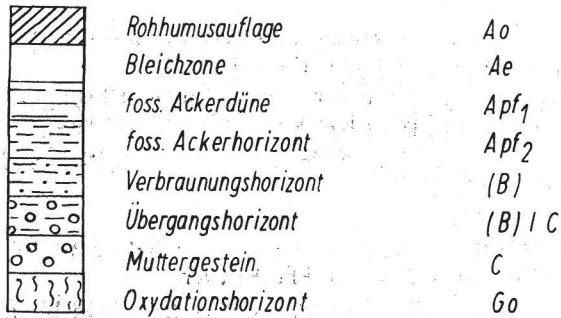 Rohhumusauflage Ao
Bleichzone Ae
foss. Ackerdüne Apf1
foss. Ackerhorizont Apf2
Verbraunungshorizont (B)
Übergangshorizont (B) / C
Muttergestein C
Oxydationshorizont Go